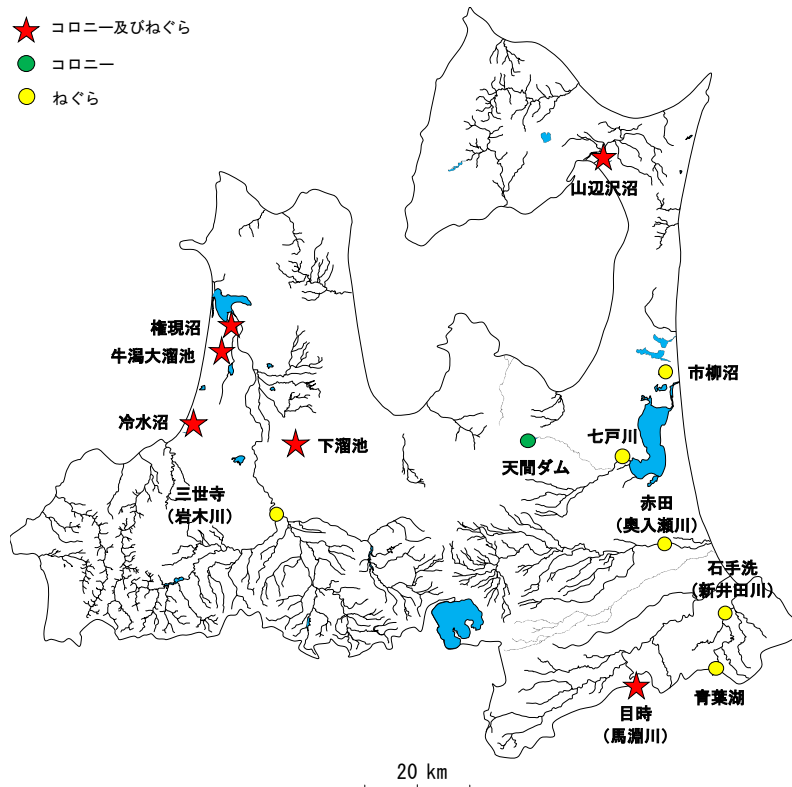 コロニー及びねぐら
コロニー
ねぐら
山辺沢沼
権現沼
牛潟大溜池
市柳沼
冷水沼
下溜池
七戸川
天間ダム
三世寺
（岩木川）
赤田
（奥入瀬川）
石手洗
（新井田川）
青葉湖
目時
（馬淵川）
20 km